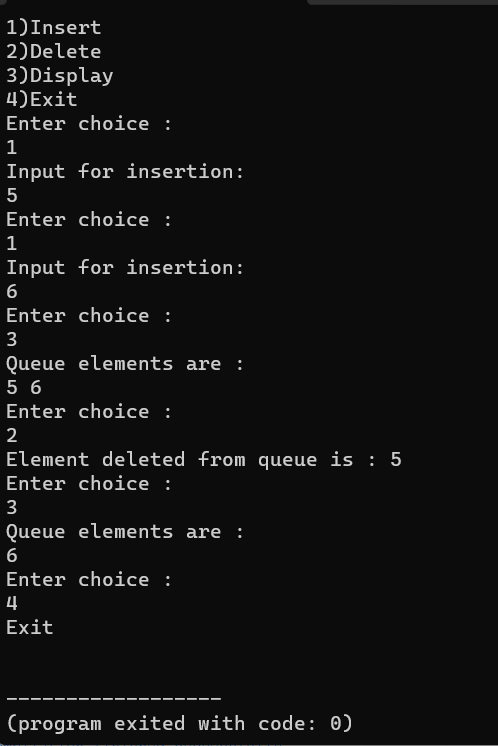 1)Insert
2)Delete
3)Display
4)Exit
Enter choice :
1
Input for insertion:
5
Enter choice :
1
Input for insertion:
6
Enter choice :
3
Queue elements are :
5 6
Enter choice :
2
Element deleted from queue is : 5
Enter choice :
3
Queue elements are :
6
Enter choice :
4
Exit
------------------
(program exited with code: 0)